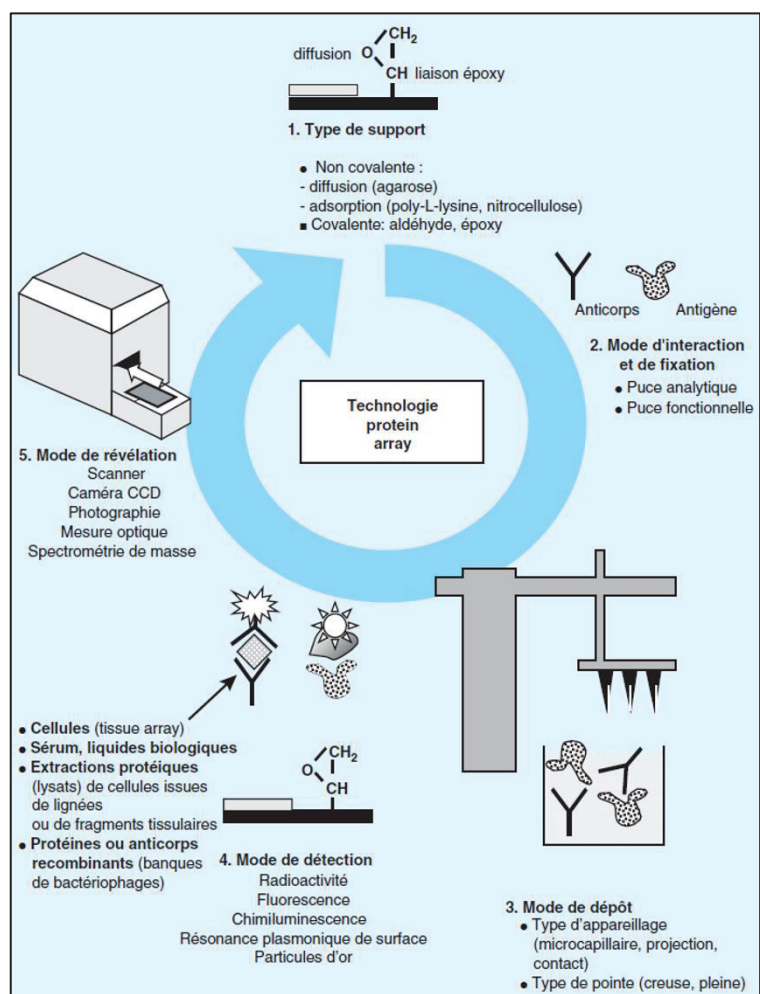 diffusion
O
CH2
CH liaison époxy
1. Type de support
● Non covalente :
- diffusion (agarose)
- adsorption (poly-L-lysine, nitrocellulose)
■ Covalente: aldéhyde, époxy
Anticorps Antigène
2. Mode d'interaction
et de fixation
● Puce analytique
● Puce fonctionnelle
Technologie
protein
array
5. Mode de révélation
Scanner
Caméra CCD
Photographie
Mesure optique
Spectrométrie de masse
● Cellules (tissue array)
● Sérum, liquides biologiques
● Extractions protéiques
(lysats) de cellules issues
de lignées
ou de fragments tissulaires
● Protéines ou anticorps
recombinants (banques
de bactériophages)
CH2
O
CH
4. Mode de détection
Radioactivité
Fluorescence
Chimiluminescence
Résonance plasmonique de surface
Particules d'or
3. Mode de dépôt
● Type d'appareillage
(microcapillaire, projection,
contact)
● Type de pointe (creuse, pleine)